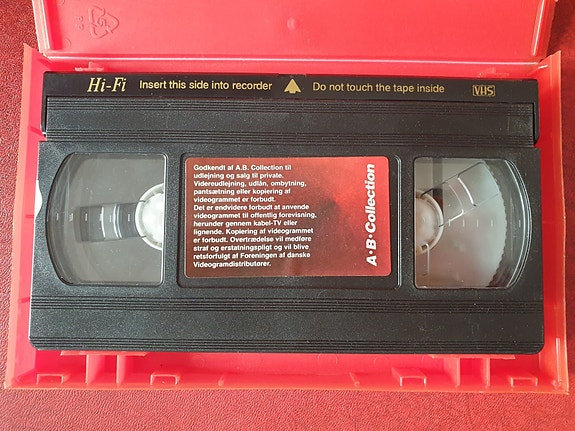 Hi-Fi Insert this side into recorder Do not touch the tape inside VHS
Godkendt af A.B. Collection til
udlejning og salg til private.
Videreudlejning, udlån, ombytning,
pantsætning eller kopiering af
videogrammet er forbudt.
Det er endvidere forbudt at anvende
videogrammet til offentlig forevisning,
herunder gennem kabel-TV eller
lignende. Kopiering af videogrammet
er forbudt. Overtrædelse vil medføre
straf og erstatningspligt og vil blive
retsforfulgt af Foreningen af danske
Videogramdistributører.
A·B·Collection